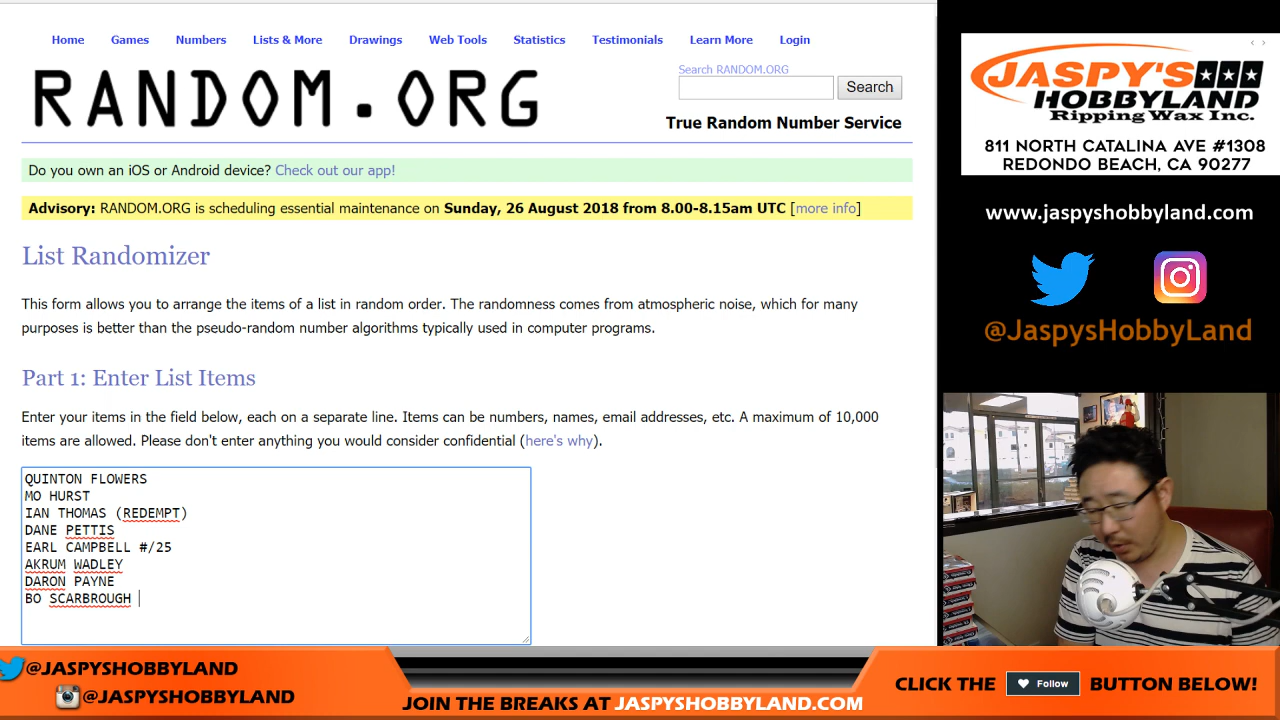 Home Games Numbers Lists & More Drawings Web Tools Statistics Testimonials Learn More Login
RANDOM.ORG
Search RANDOM.ORG
Search
True Random Number Service
Do you own an iOS or Android device? Check out our app!
Advisory: RANDOM.ORG is scheduling essential maintenance on Sunday, 26 August 2018 from 8.00-8.15am UTC [more info]
List Randomizer
This form allows you to arrange the items of a list in random order. The randomness comes from atmospheric noise, which for many
purposes is better than the pseudo-random number algorithms typically used in computer programs.
Part 1: Enter List Items
Enter your items in the field below, each on a separate line. Items can be numbers, names, email addresses, etc. A maximum of 10,000
items are allowed. Please don't enter anything you would consider confidential (here's why).
QUINTON FLOWERS
MO HURST
IAN THOMAS (REDEMPT)
DANE PETTIS
EARL CAMPBELL #/25
AKRUM WADLEY
DARON PAYNE
BO SCARBROUGH
JASPY'S
HOBBYLAND
Ripping Wax Inc.
811 NORTH CATALINA AVE #1308
REDONDO BEACH, CA 90277
www.jaspyshobbyland.com
@JaspysHobbyLand
@JASPYSHOBBYLAND
@JASPYSHOBBYLAND
JOIN THE BREAKS AT JASPYSHOBBYLAND.COM
CLICK THE Follow BUTTON BELOW!